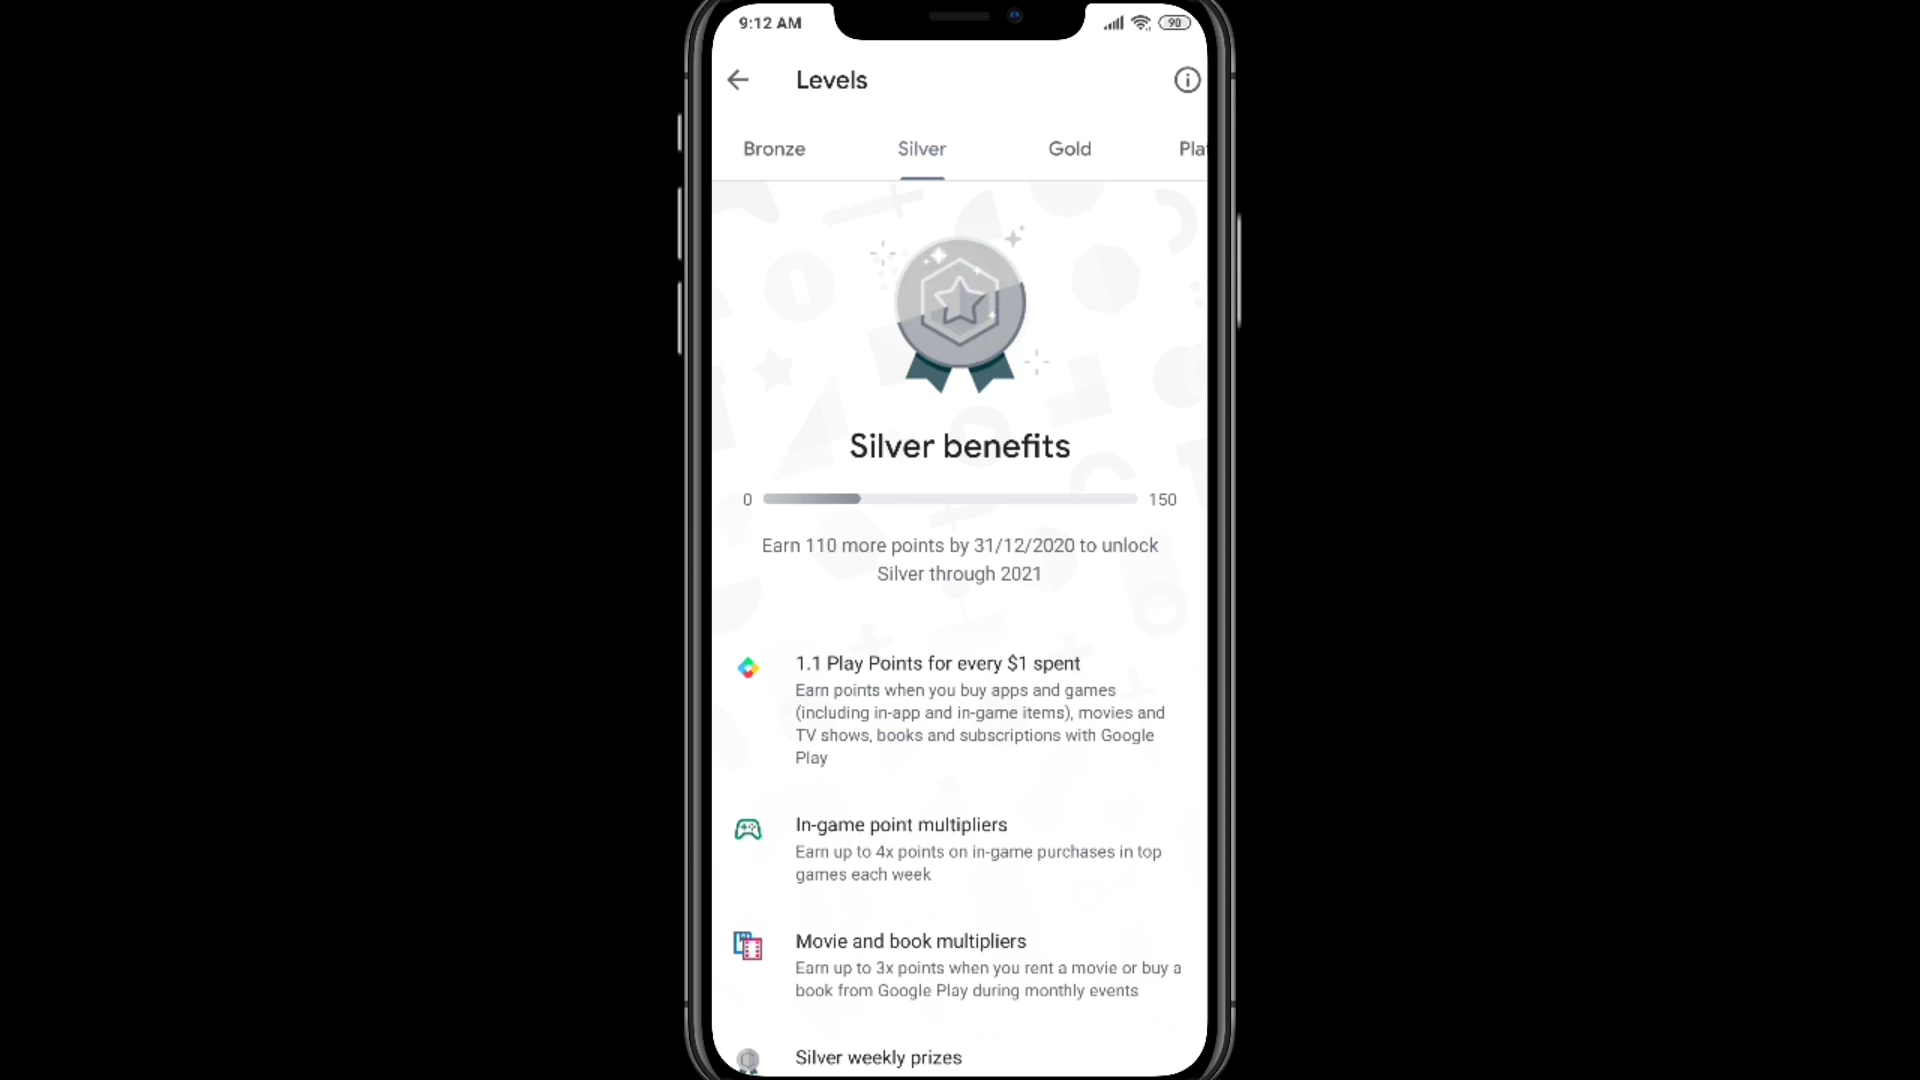 9:12 AM
90
Levels
Bronze
Silver
Gold
Pla
Silver benefits
0
150
Earn 110 more points by 31/12/2020 to unlock
Silver through 2021
1.1 Play Points for every $1 spent
Earn points when you buy apps and games
(including in-app and in-game items), movies and
TV shows, books and subscriptions with Google
Play
In-game point multipliers
Earn up to 4x points on in-game purchases in top
games each week
Movie and book multipliers
Earn up to 3x points when you rent a movie or buy a
book from Google Play during monthly events
Silver weekly prizes